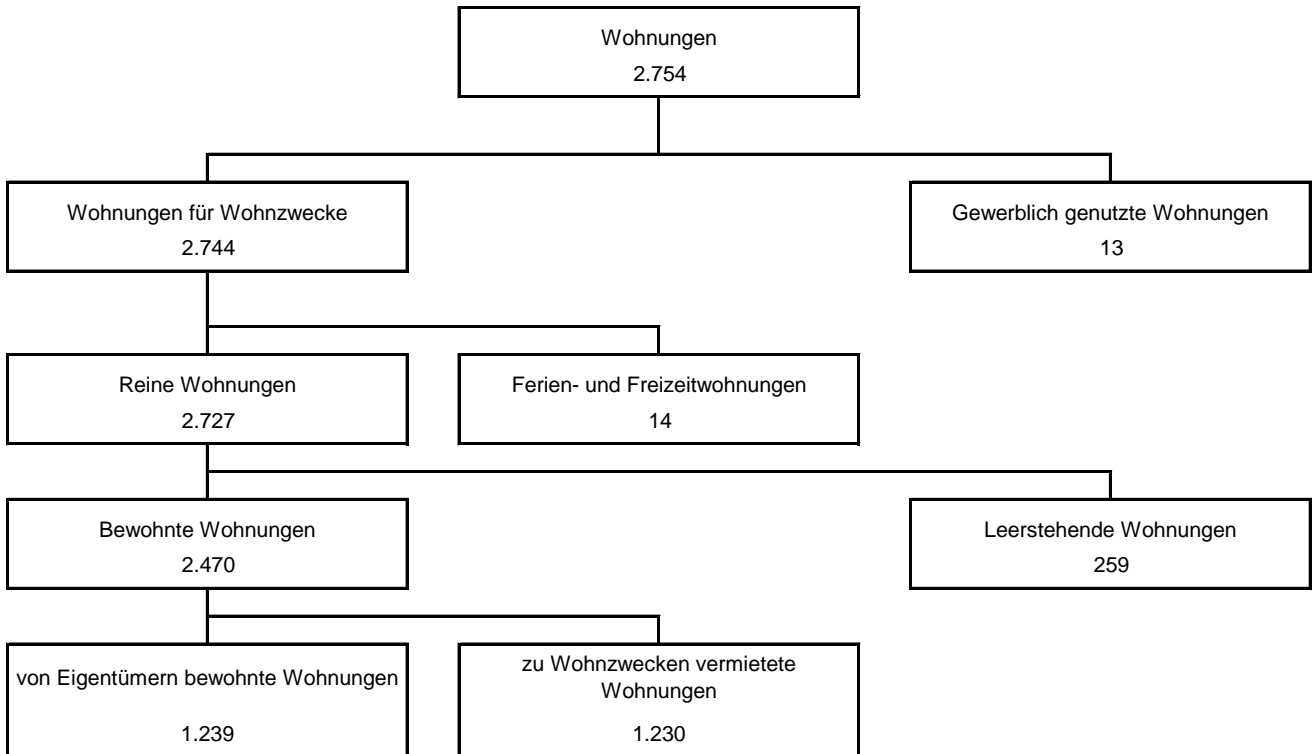 Wohnungen
2.754
Wohnungen für Wohnzwecke
2.744
Gewerblich genutzte Wohnungen
13
Reine Wohnungen
2.727
Ferien- und Freizeitwohnungen
14
Bewohnte Wohnungen
2.470
Leerstehende Wohnungen
259
von Eigentümern bewohnte Wohnungen
1.239
zu Wohnzwecken vermietete
Wohnungen
1.230